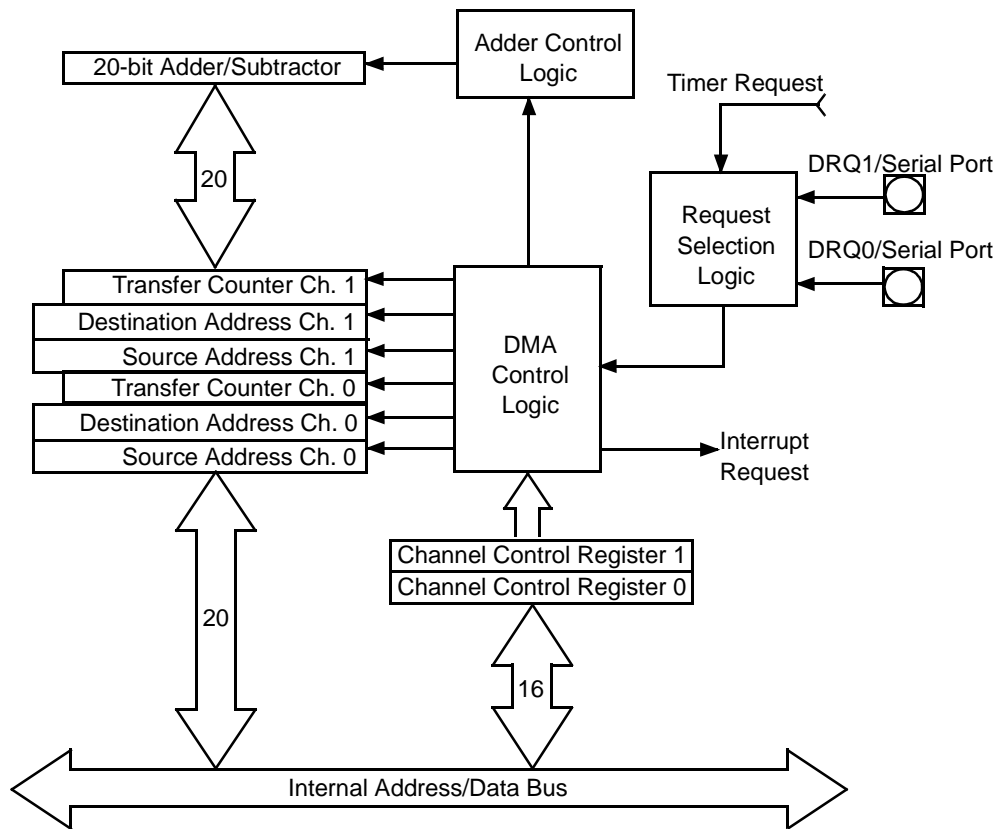 Adder Control
Logic
20-bit Adder/Subtractor
Timer Request
DRQ1/Serial Port
20
Request
Selection
Logic
DRQ0/Serial Port
Transfer Counter Ch. 1
Destination Address Ch. 1
Source Address Ch. 1
Transfer Counter Ch. 0
Destination Address Ch. 0
Source Address Ch. 0
DMA
Control
Logic
Interrupt
Request
Channel Control Register 1
Channel Control Register 0
20
16
Internal Address/Data Bus